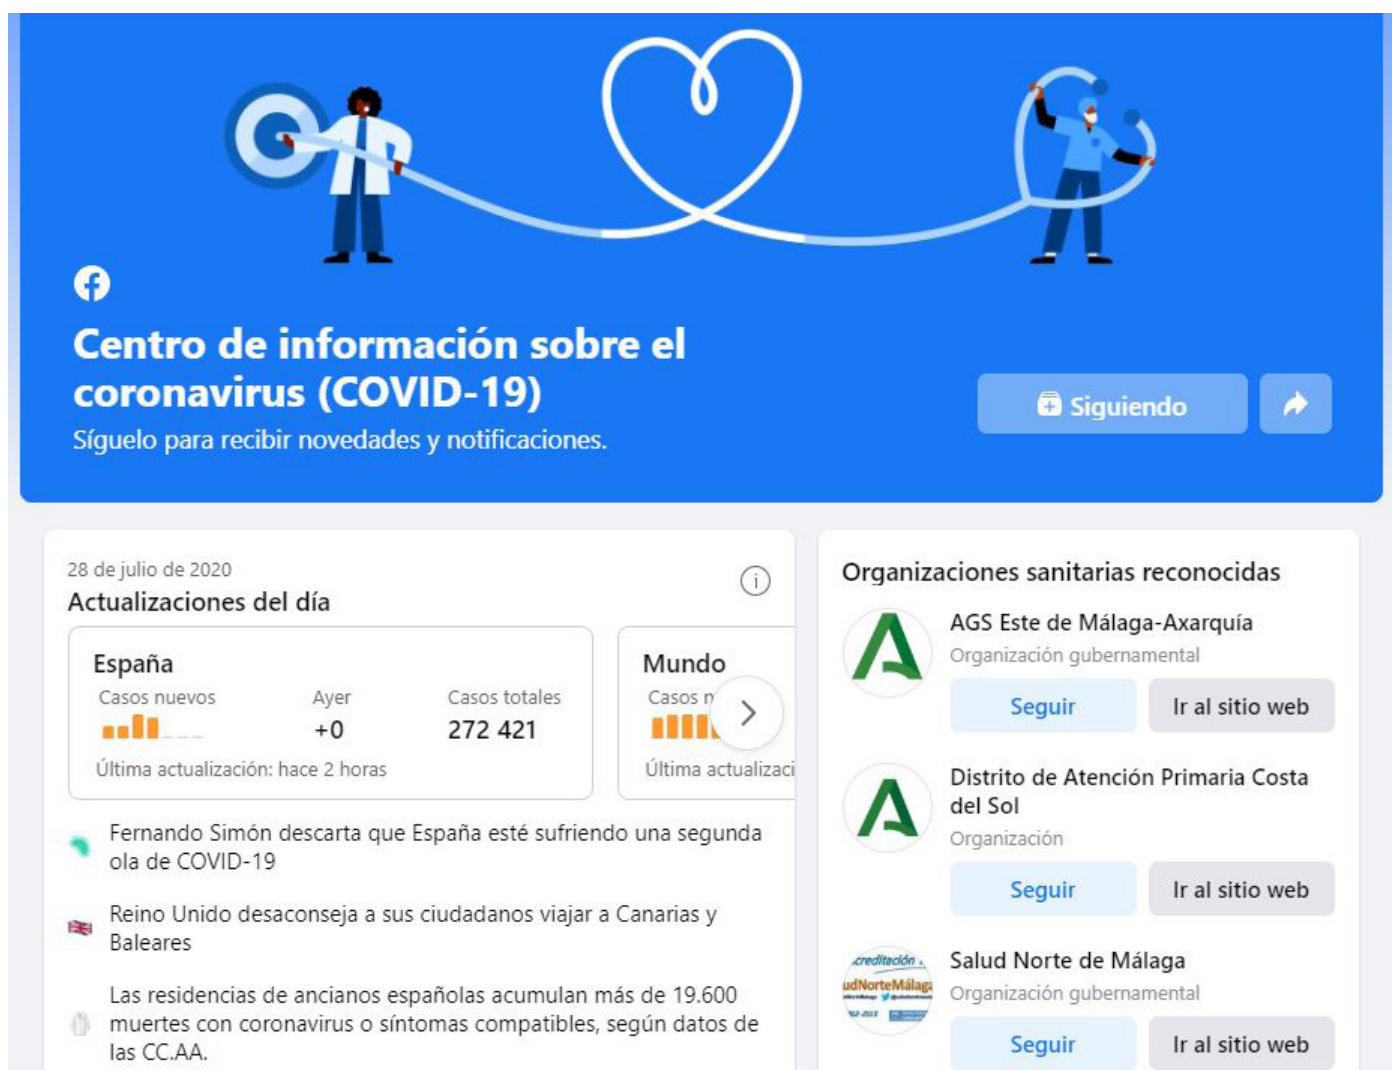 Centro de información sobre el
coronavirus (COVID-19)
Síguelo para recibir novedades y notificaciones.
Siguiendo
28 de julio de 2020
Actualizaciones del día
España
Casos nuevos
Ayer
Casos totales
+0
272 421
Última actualización: hace 2 horas
Mundo
Casos n
Última actualizaci
Fernando Simón descarta que España esté sufriendo una segunda
ola de COVID-19
Reino Unido desaconseja a sus ciudadanos viajar a Canarias y
Baleares
Las residencias de ancianos españolas acumulan más de 19.600
muertes con coronavirus o síntomas compatibles, según datos de
las CC.AA.
Organizaciones sanitarias reconocidas
AGS Este de Málaga-Axarquía
Organización gubernamental
Seguir
Ir al sitio web
Distrito de Atención Primaria Costa
del Sol
Organización
Seguir
Ir al sitio web
creditación
udNorteMálaga
Salud Norte de Málaga
Organización gubernamental
Seguir
Ir al sitio web